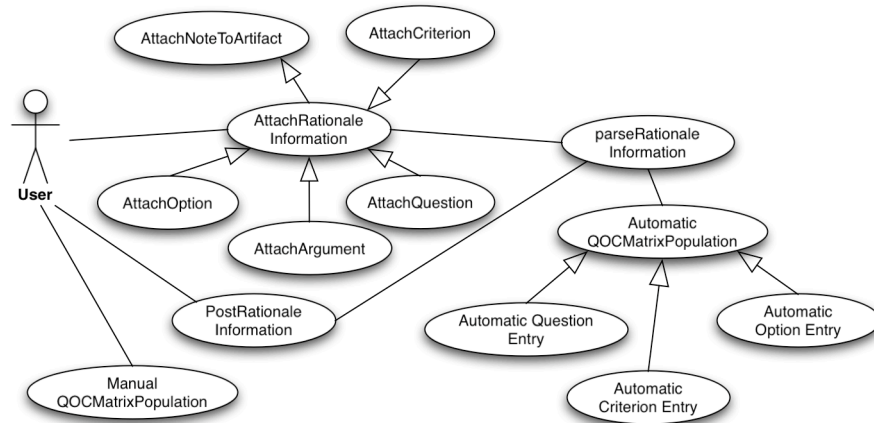 AttachNoteToArtifact
AttachCriterion
AttachRationale
Information
parseRationale
Information
User
AttachOption
AttachQuestion
AttachArgument
Automatic
QOCMatrixPopulation
PostRationale
Information
Automatic Question
Entry
Automatic
Option Entry
Manual
QOCMatrixPopulation
Automatic
Criterion Entry